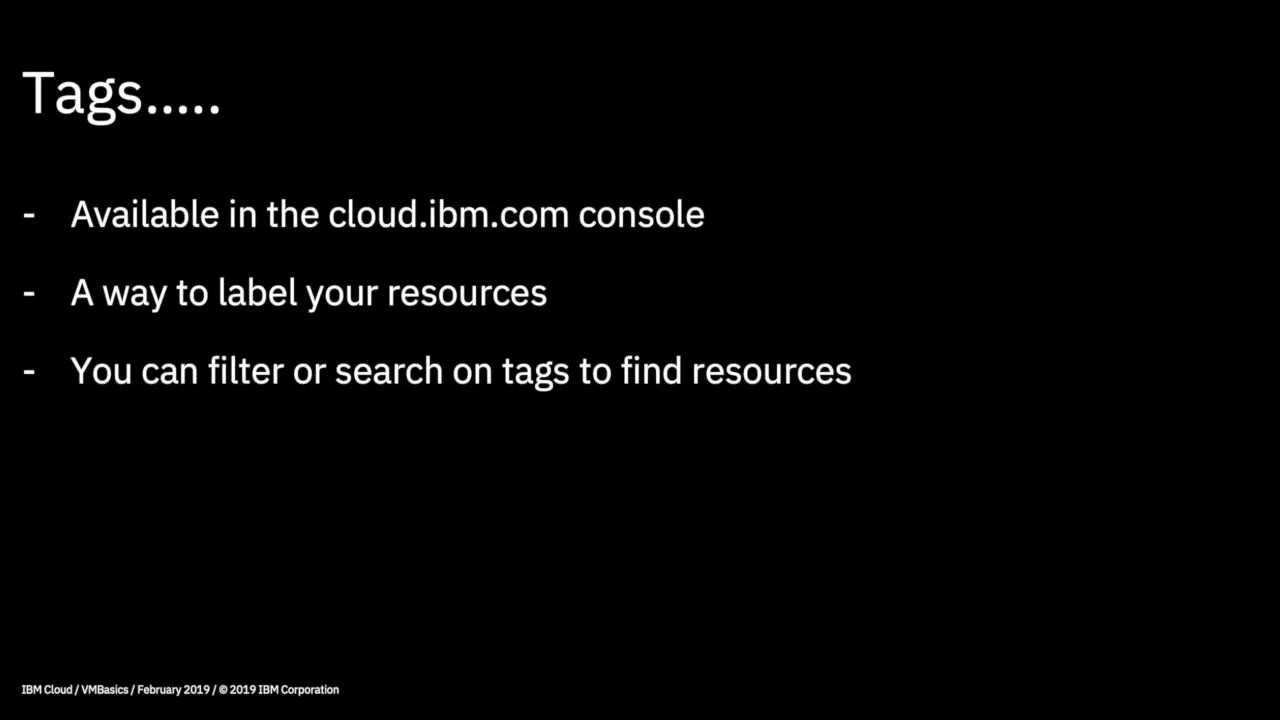 Tags.....
- Available in the cloud.ibm.com console
- A way to label your resources
- You can filter or search on tags to find resources
IBM Cloud / VMBasics / February 2019 / © 2019 IBM Corporation